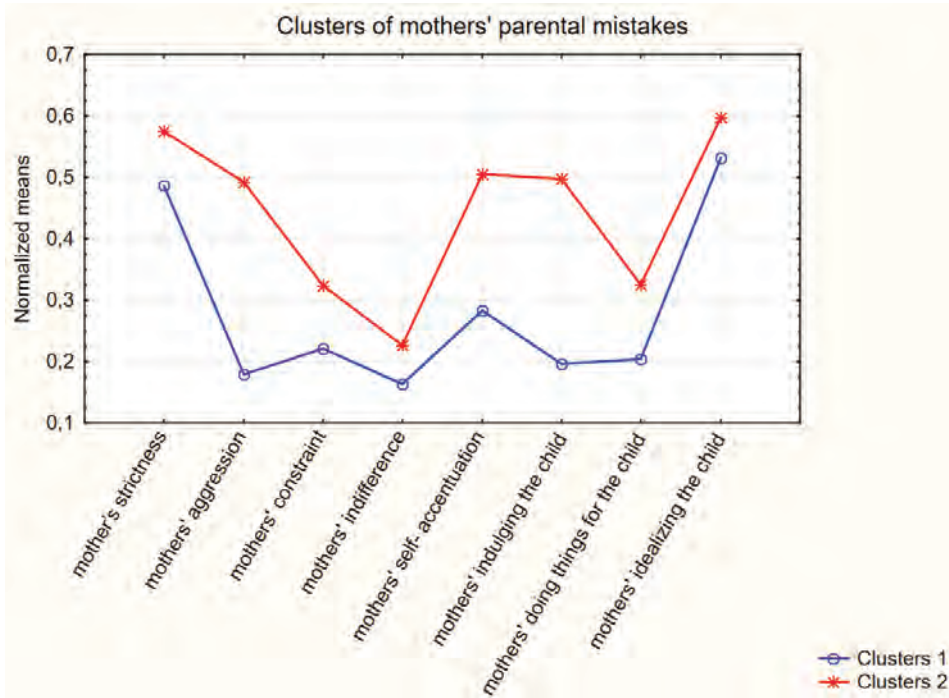 Clusters of mothers' parental mistakes
Normalized means
0,7
0,6
0,5
0,4
0,3
0,2
0,1
mother's strictness
mothers' aggression
mothers' constraint
mothers' indifference
mothers' self- accentuation
mothers' indulging the child
mothers' doing things for the child
mothers' idealizing the child
Clusters 1
Clusters 2